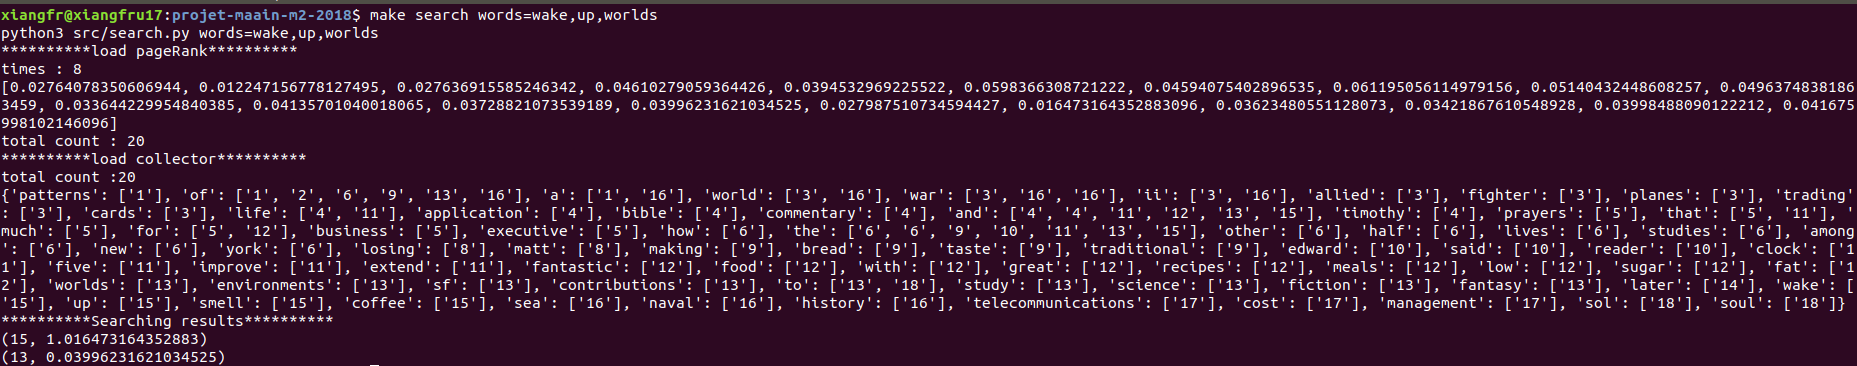 xiangfr@xiangfru17:projet-maain-m2-2018$ make search words=wake,up,worlds
python3 src/search.py words=wake,up,worlds
**********load pageRank**********
times : 8
[0.02764078350606944, 0.012247156778127495, 0.027636915585246342, 0.04610279059364426, 0.0394532969225522, 0.0598366308721222, 0.04594075402896535, 0.061195056114979156, 0.05140432448608257, 0.0496374838186
3459, 0.033644229954840385, 0.04135701040018065, 0.03728821073539189, 0.03996231621034525, 0.027987510734594427, 0.016473164352883096, 0.03623480551128073, 0.03421867610548928, 0.03998488090122212, 0.041675
998102146096]
total count : 20
**********load collector**********
total count :20
{'patterns': ['1'], 'of': ['1', '2', '6', '9', '13', '16'], 'a': ['1', '16'], 'world': ['3', '16'], 'war': ['3', '16', '16'], 'ii': ['3', '16'], 'allied': ['3'], 'fighter': ['3'], 'planes': ['3'], 'trading'
: ['3'], 'cards': ['3'], 'life': ['4', '11'], 'application': ['4'], 'bible': ['4'], 'commentary': ['4'], 'and': ['4', '4', '11', '12', '13', '15'], 'timothy': ['4'], 'prayers': ['5'], 'that': ['5', '11'], '
much': ['5'], 'for': ['5', '12'], 'business': ['5'], 'executive': ['5'], 'how': ['6'], 'the': ['6', '6', '9', '10', '11', '13', '15'], 'other': ['6'], 'half': ['6'], 'lives': ['6'], 'studies': ['6'], 'among
': ['6'], 'new': ['6'], 'york': ['6'], 'losing': ['8'], 'matt': ['8'], 'making': ['9'], 'bread': ['9'], 'taste': ['9'], 'traditional': ['9'], 'edward': ['10'], 'said': ['10'], 'reader': ['10'], 'clock': ['1
1'], 'five': ['11'], 'improve': ['11'], 'extend': ['11'], 'fantastic': ['12'], 'food': ['12'], 'with': ['12'], 'great': ['12'], 'recipes': ['12'], 'meals': ['12'], 'low': ['12'], 'sugar': ['12'], 'fat': ['1
2'], 'worlds': ['13'], 'environments': ['13'], 'sf': ['13'], 'contributions': ['13'], 'to': ['13', '18'], 'study': ['13'], 'science': ['13'], 'fiction': ['13'], 'fantasy': ['13'], 'later': ['14'], 'wake': [
'15'], 'up': ['15'], 'smell': ['15'], 'coffee': ['15'], 'sea': ['16'], 'naval': ['16'], 'history': ['16'], 'telecommunications': ['17'], 'cost': ['17'], 'management': ['17'], 'sol': ['18'], 'soul': ['18']}
**********Searching results**********
(15, 1.016473164352883)
(13, 0.03996231621034525)